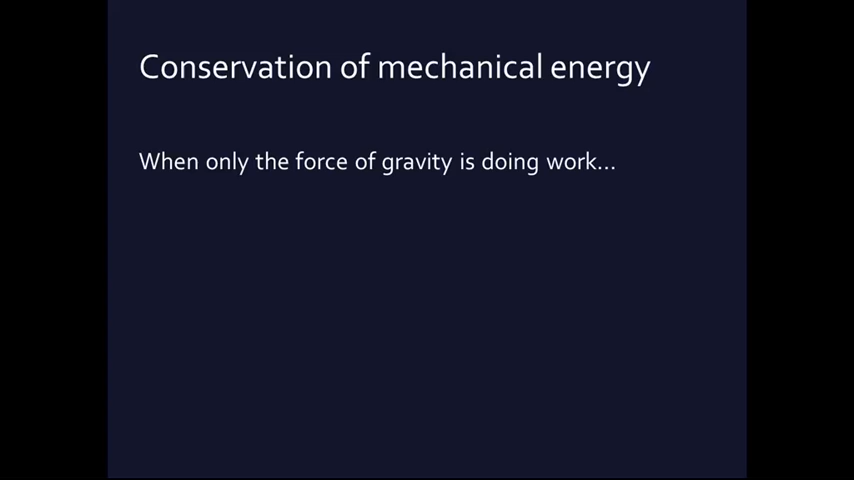 Conservation of mechanical energy
When only the force of gravity is doing work...